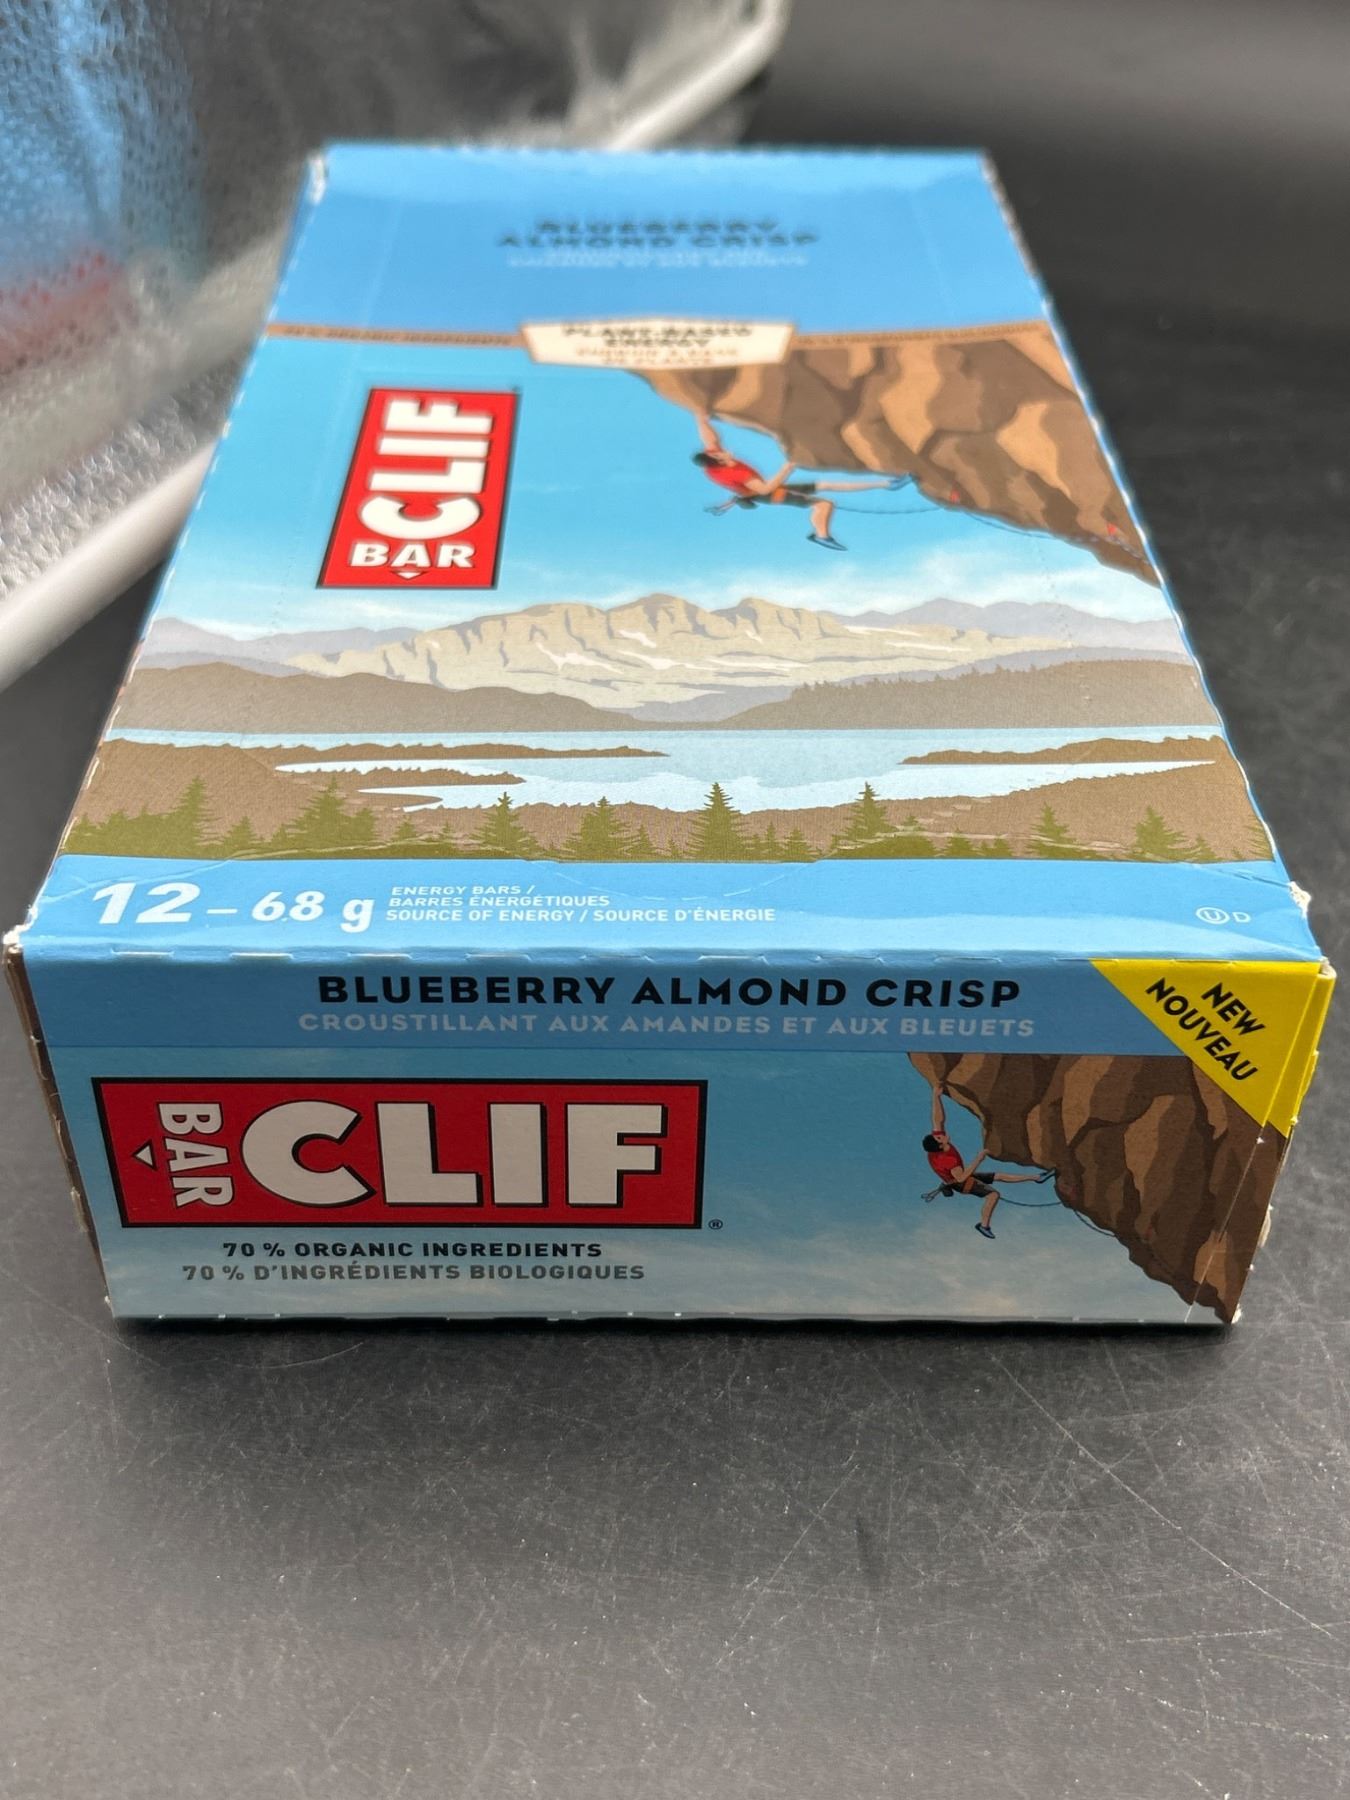 BLUEBERRY
ALMOND CRISP
PLANT-BASED
ENERGY
CLIF
BAR
12 - 68 g
ENERGY BARS /
BARRES ÉNERGÉTIQUES
SOURCE OF ENERGY / SOURCE D'ÉNERGIE
U D
BLUEBERRY ALMOND CRISP
CROUSTILLANT AUX AMANDES ET AUX BLEUETS
NEW
NOUVEAU
BAR
CLIF
®
70 % ORGANIC INGREDIENTS
70 % D'INGRÉDIENTS BIOLOGIQUES